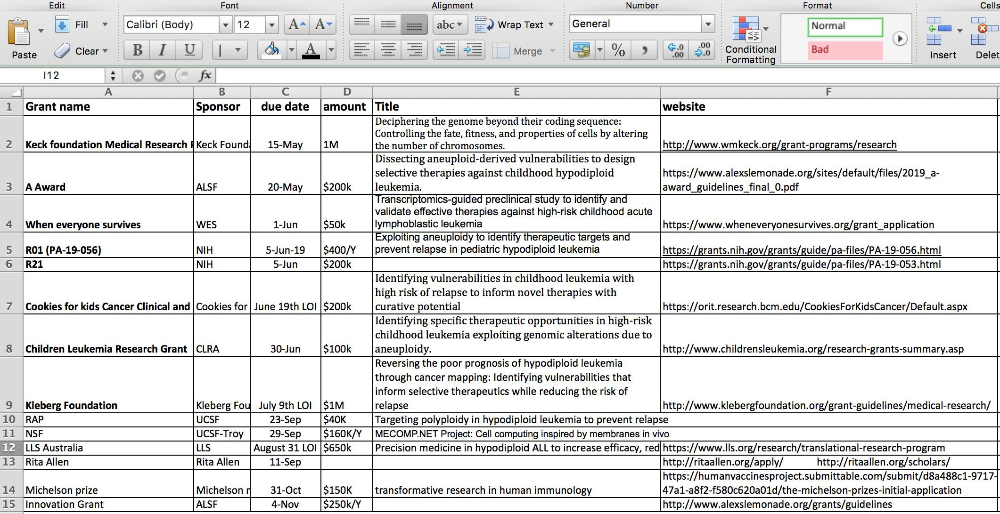 Edit Font Alignment Number Format Cells
Fill Calibri (Body) 12 A A abc Wrap Text General Normal
Paste Clear B I U A Merge % , .0 .00 .00 .0 Conditional Formatting Bad Insert Delet
I12 fx
A B C D E F
1 Grant name Sponsor due date amount Title website
Deciphering the genome beyond their coding sequence:
Controlling the fate, fitness, and properties of cells by altering
2 Keck foundation Medical Research Keck Found 15-May 1M the number of chromosomes. http://www.wmkeck.org/grant-programs/research
Dissecting aneuploid-derived vulnerabilities to design
selective therapies against childhood hypodiploid https://www.alexslemonade.org/sites/default/files/2019_a-
3 A Award ALSF 20-May $200k leukemia. award_guidelines_final_0.pdf
Transcriptomics-guided preclinical study to identify and
validate effective therapies against high-risk childhood acute
4 When everyone survives WES 1-Jun $50k lymphoblastic leukemia https://www.wheneveryonesurvives.org/grant_application
Exploiting aneuploidy to identify therapeutic targets and
5 R01 (PA-19-056) NIH 5-Jun-19 $400/Y prevent relapse in pediatric hypodiploid leukemia https://grants.nih.gov/grants/guide/pa-files/PA-19-056.html
6 R21 NIH 5-Jun $200k https://grants.nih.gov/grants/guide/pa-files/PA-19-053.html
Identifying vulnerabilities in childhood leukemia with
high risk of relapse to inform novel therapies with
7 Cookies for kids Cancer Clinical and Cookies for June 19th LOI $200k curative potential https://orit.research.bcm.edu/CookiesForKidsCancer/Default.aspx
Identifying specific therapeutic opportunities in high-risk
childhood leukemia exploiting genomic alterations due to
8 Children Leukemia Research Grant CLRA 30-Jun $100k aneuploidy. http://www.childrensleukemia.org/research-grants-summary.asp
Reversing the poor prognosis of hypodiploid leukemia
through cancer mapping: Identifying vulnerabilities that
inform selective therapeutics while reducing the risk of
9 Kleberg Foundation Kleberg Fou July 9th LOI $1M relapse http://www.klebergfoundation.org/grant-guidelines/medical-research/
10 RAP UCSF 23-Sep $40K Targeting polyploidy in hypodiploid leukemia to prevent relapse
11 NSF UCSF-Troy 29-Sep $160K/Y MECOMP.NET Project: Cell computing inspired by membranes in vivo
12 LLS Australia LLS August 31 LOI $650k Precision medicine in hypodiploid ALL to increase efficacy, red https://www.lls.org/research/translational-research-program
13 Rita Allen Rita Allen 11-Sep http://ritaallen.org/apply/ http://ritaallen.org/scholars/
https://humanvaccinesproject.submittable.com/submit/d8a488c1-9717-
14 Michelson prize Michelson 31-Oct $150K transformative research in human immunology 47a1-a8f2-f580c620a01d/the-michelson-prizes-initial-application
15 Innovation Grant ALSF 4-Nov $250k/Y http://www.alexslemonade.org/grants/guidelines